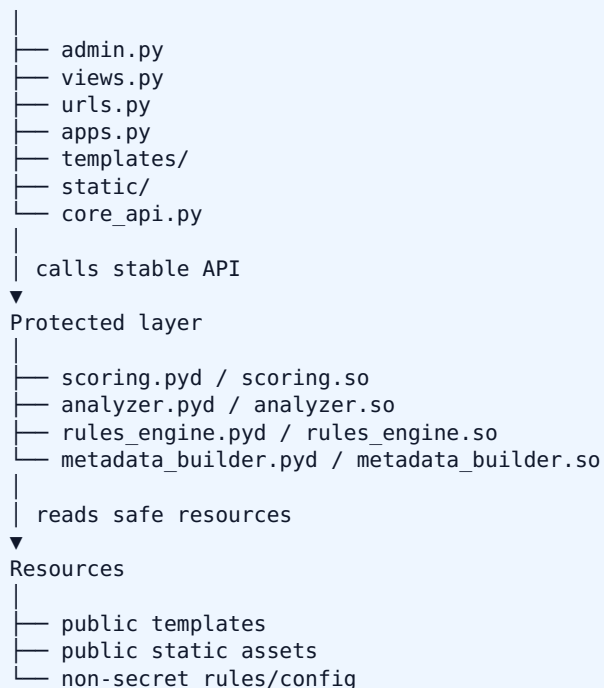 │
├── admin.py
├── views.py
├── urls.py
├── apps.py
├── templates/
├── static/
└── core_api.py
│
│ calls stable API
▼
Protected layer
│
├── scoring.pyd / scoring.so
├── analyzer.pyd / analyzer.so
├── rules_engine.pyd / rules_engine.so
└── metadata_builder.pyd / metadata_builder.so
│
│ reads safe resources
▼
Resources
│
├── public templates
├── public static assets
└── non-secret rules/config